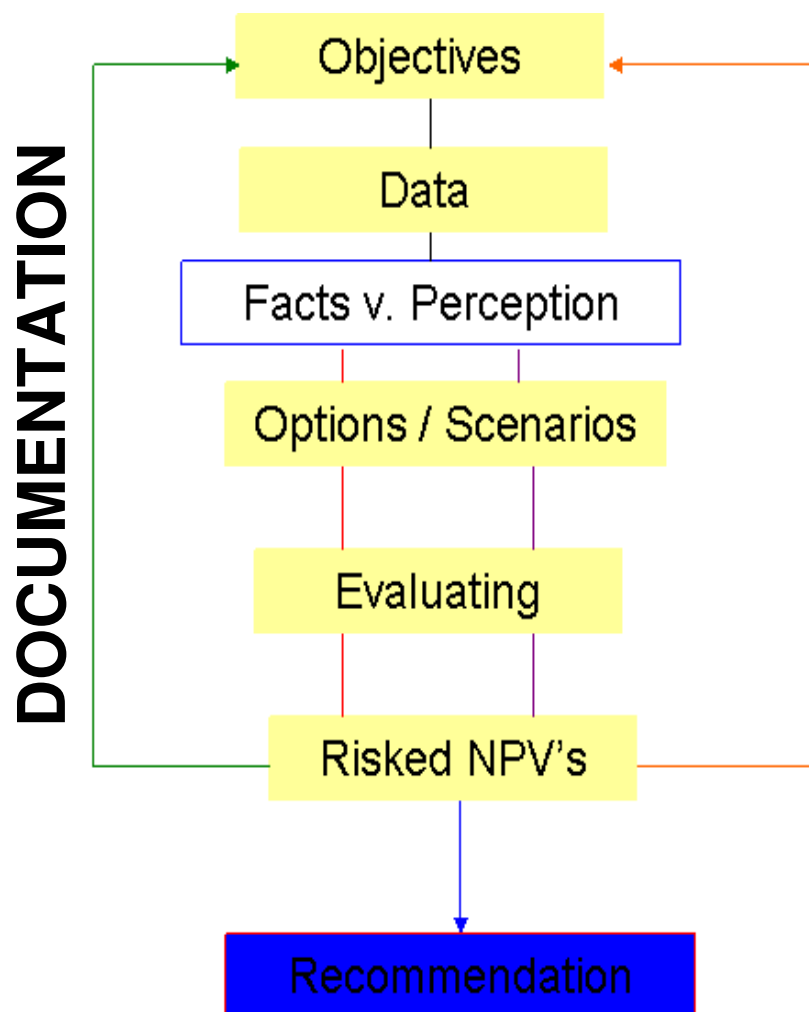 DOCUMENTATION
Objectives
Data
Facts v. Perception
Options / Scenarios
Evaluating
Risked NPV's
Recommendation